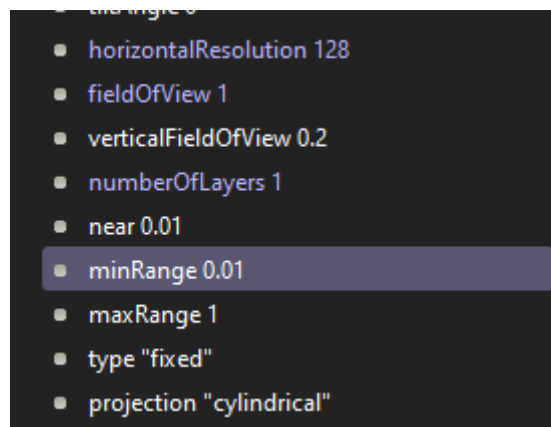 horizontalResolution 128
fieldOfView 1
verticalFieldOfView 0.2
numberOfLayers 1
near 0.01
minRange 0.01
maxRange 1
type "fixed"
projection "cylindrical"